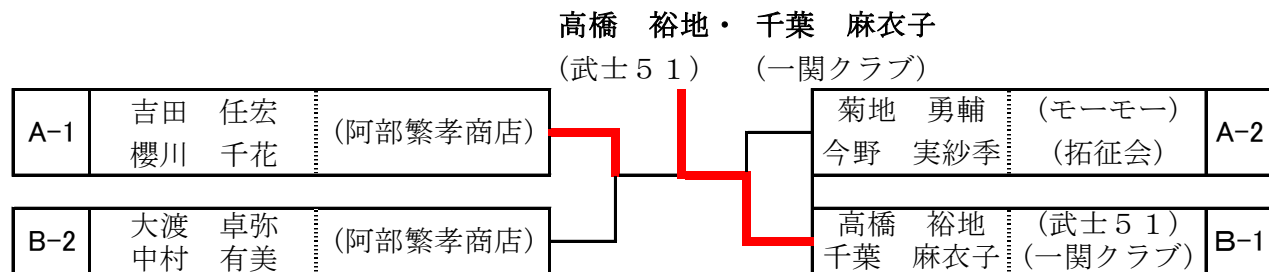 高橋　裕地・ 千葉　麻衣子
(武士５１)　(一関クラブ)
A-1 吉田　任宏 (阿部繁孝商店)
櫻川　千花
B-2 大渡　卓弥 (阿部繁孝商店)
中村　有美
菊地　勇輔 (モーモー) A-2
今野　実紗季 (拓征会)
高橋　裕地 (武士５１) B-1
千葉　麻衣子 (一関クラブ)